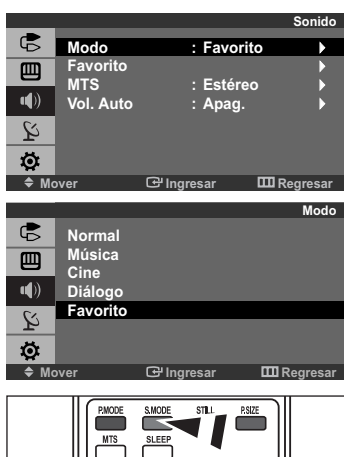 Sonido
Modo : Favorito
Favorito
MTS : Estéreo
Vol. Auto : Apag.
Mover Ingresar Regresar
Modo
Normal
Música
Cine
Diálogo
Favorito
Mover Ingresar Regresar
P.MODE S.MODE STILL P.SIZE
MTS SLEEP